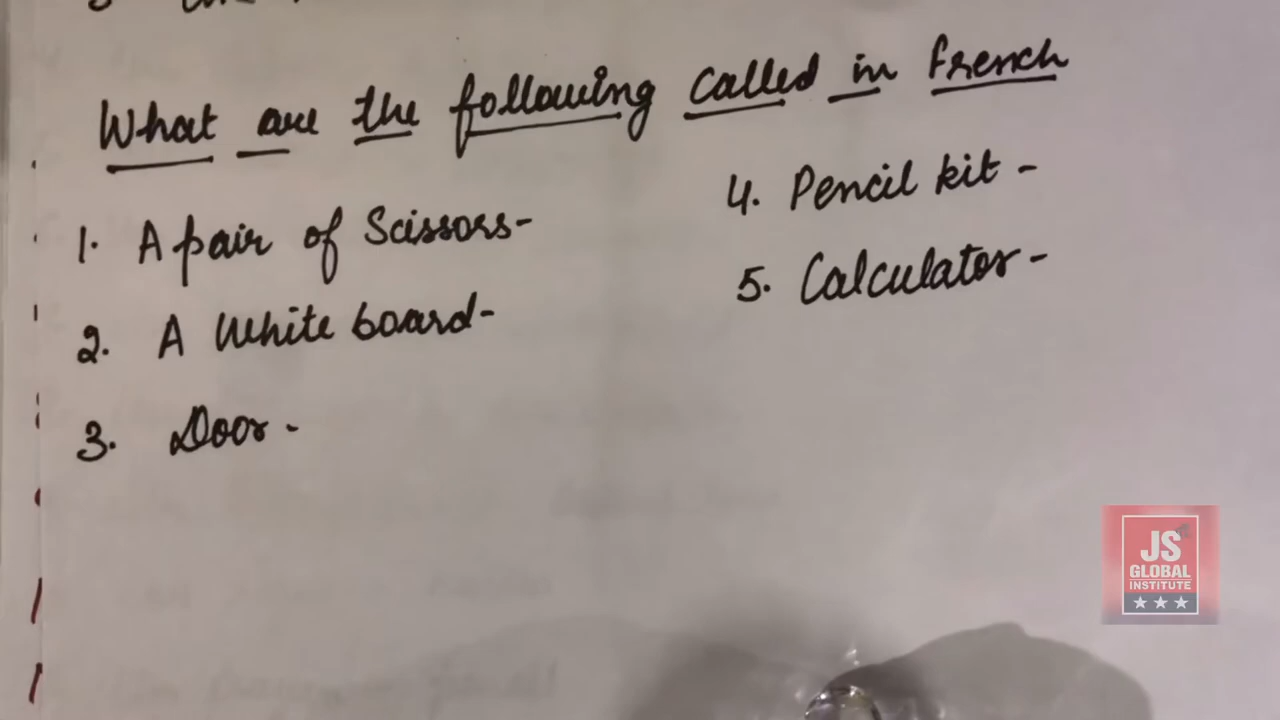 What are the following called in french
1. A pair of Scissors-
2. A White board-
3. Door-
4. Pencil kit-
5. Calculator-
JS
GLOBAL
INSTITUTE